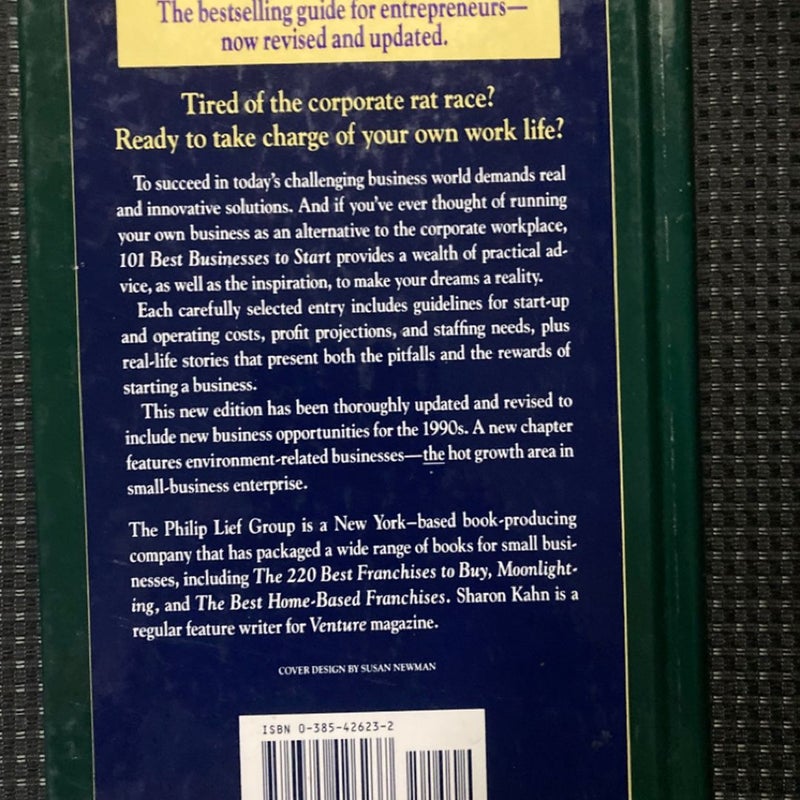 The bestselling guide for entrepreneurs—
now revised and updated.
Tired of the corporate rat race?
Ready to take charge of your own work life?
To succeed in today's challenging business world demands real
and innovative solutions. And if you've ever thought of running
your own business as an alternative to the corporate workplace,
101 Best Businesses to Start provides a wealth of practical ad-
vice, as well as the inspiration, to make your dreams a reality.
Each carefully selected entry includes guidelines for start-up
and operating costs, profit projections, and staffing needs, plus
real-life stories that present both the pitfalls and the rewards of
starting a business.
This new edition has been thoroughly updated and revised to
include new business opportunities for the 1990s. A new chapter
features environment-related businesses—the hot growth area in
small-business enterprise.
The Philip Lief Group is a New York–based book-producing
company that has packaged a wide range of books for small busi-
nesses, including The 220 Best Franchises to Buy, Moonlight-
ing, and The Best Home-Based Franchises. Sharon Kahn is a
regular feature writer for Venture magazine.
COVER DESIGN BY SUSAN NEWMAN
ISBN 0-385-42623-2